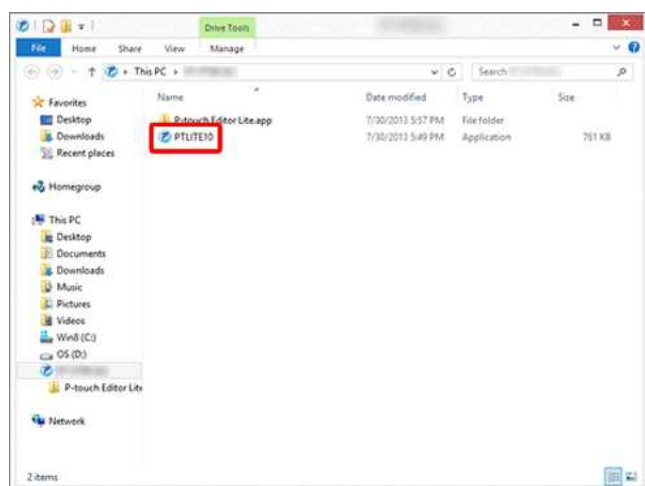 Drive Tools
File Home Share View Manage
This PC
Search
Favorites
Desktop
Downloads
Recent places
Homegroup
This PC
Desktop
Documents
Downloads
Music
Pictures
Videos
Win8 (C:)
OS (D:)
P-touch Editor Lite
Network
Name Date modified Type Size
P-touch Editor Lite.app 7/30/2013 5:57 PM File folder
PTLITE10 7/30/2013 5:49 PM Application 761 KB
2 items